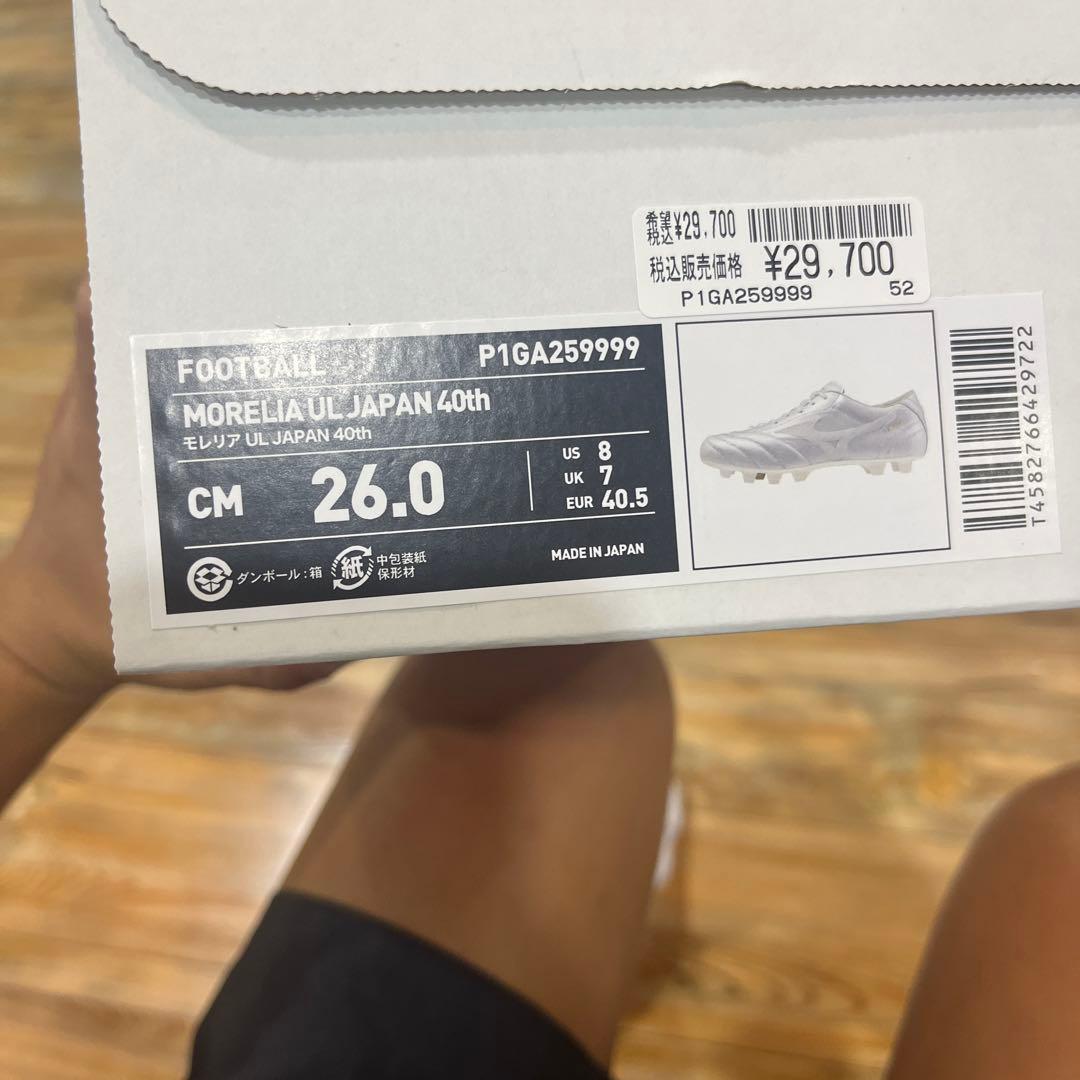 希望
税込¥29,700
税込販売価格 ¥29,700
P1GA259999 52
FOOTBALL P1GA259999
MORELIA UL JAPAN 40th
モレリア UL JAPAN 40th
CM 26.0
US 8
UK 7
EUR 40.5
ダンボール：箱
紙
中包装紙
保形材
MADE IN JAPAN
T4582766429722